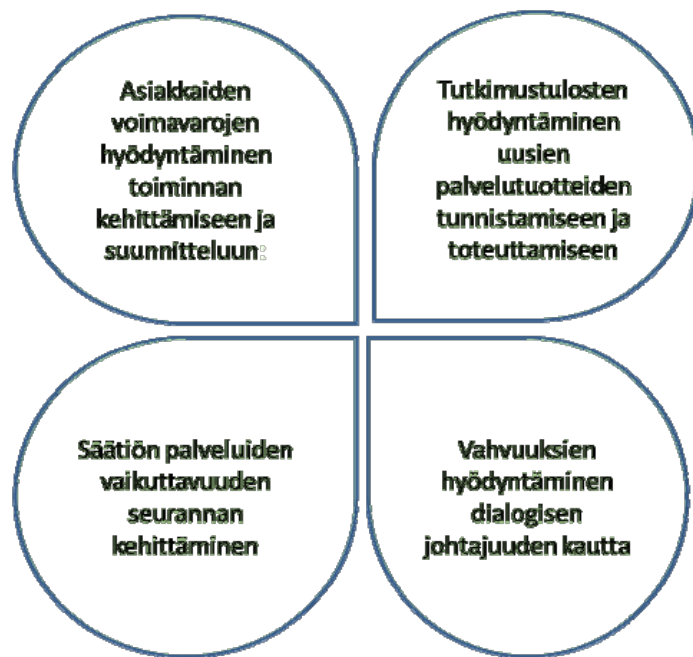 Asiakkaiden
voimavarojen
hyödyntäminen
toiminnan
kehittämiseen ja
suunnitteluun:
Tutkimustulosten
hyödyntäminen
uusien
palvelutuotteiden
tunnistamiseen ja
toteuttamiseen
Säätiön palveluiden
vaikuttavuuden
seurannan
kehittäminen
Vahvuuksien
hyödyntäminen
dialogisen
johtajuuden kautta